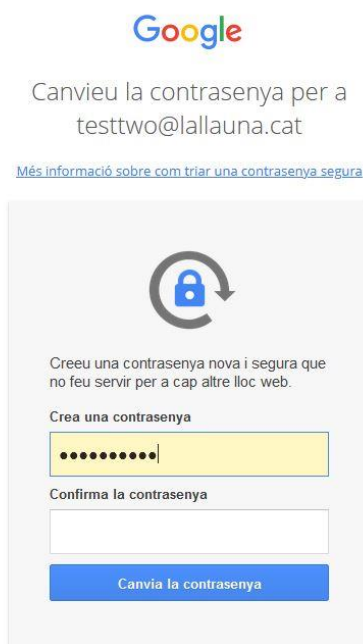 Google
Canvieu la contrasenya per a
testtwo@lallauna.cat
Més informació sobre com triar una contrasenya segura
Creeu una contrasenya nova i segura que
no feu servir per a cap altre lloc web.
Crea una contrasenya
●●●●●●●●●●
Confirma la contrasenya
Canvia la contrasenya